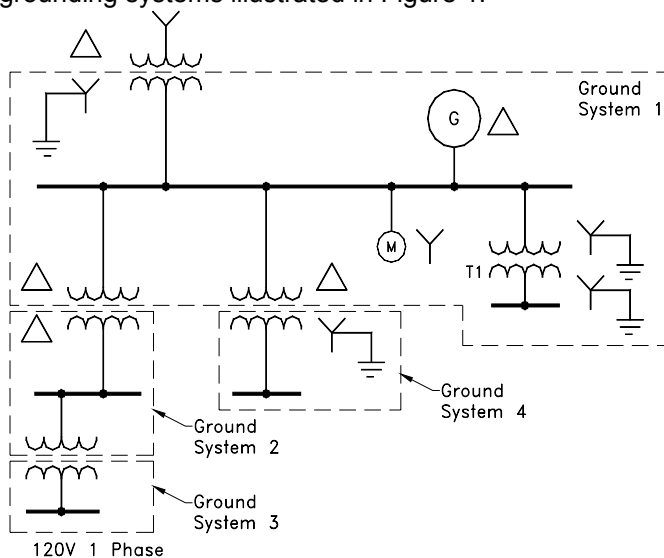 grounding systems illustrated in Figure 1.
Ground
System 1
G
M
T1
Ground
System 4
Ground
System 2
Ground
System 3
120V 1 Phase